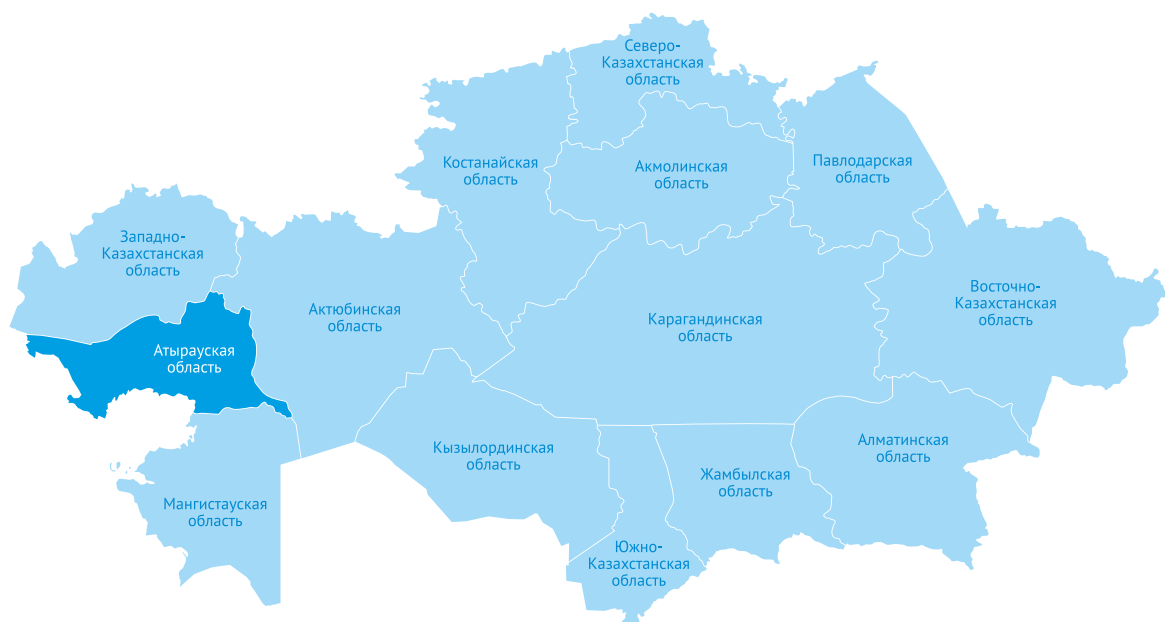 Северо-
Казахстанская
область
Костанайская
область
Акмолинская
область
Павлодарская
область
Западно-
Казахстанская
область
Актюбинская
область
Карагандинская
область
Восточно-
Казахстанская
область
Атырауская
область
Кызылординская
область
Алматинская
область
Жамбылская
область
Мангистауская
область
Южно-
Казахстанская
область